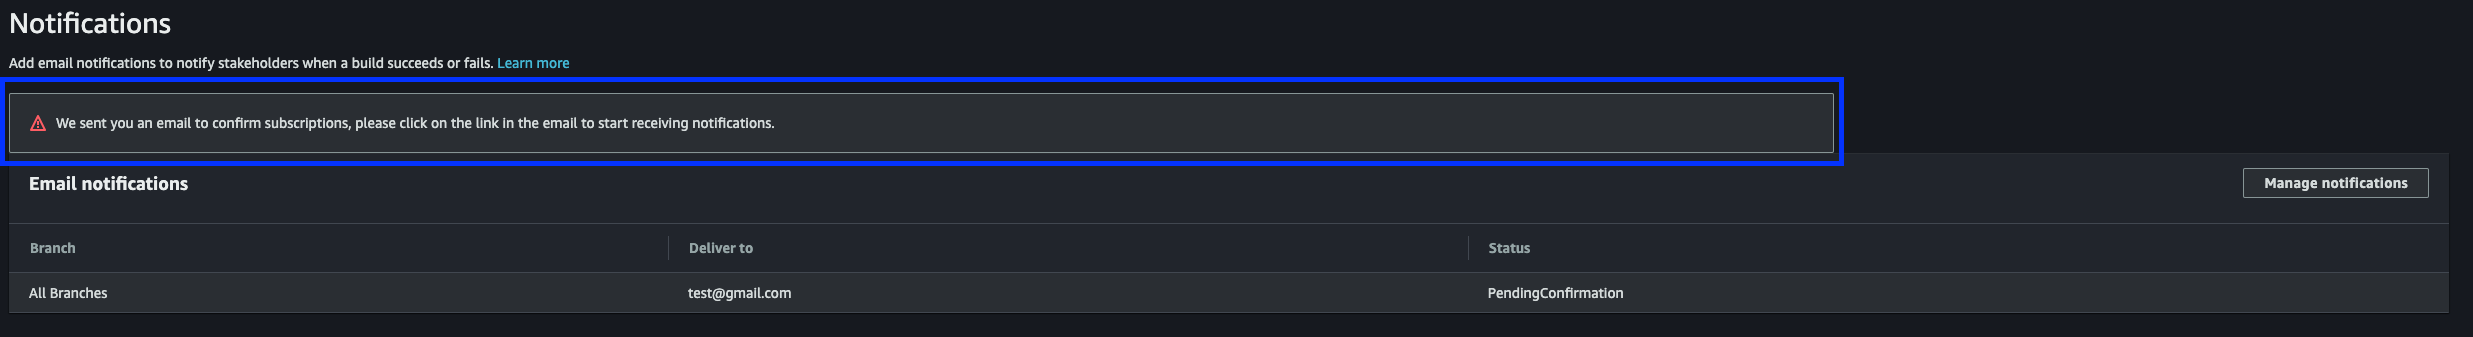 Notifications
Add email notifications to notify stakeholders when a build succeeds or fails. Learn more
We sent you an email to confirm subscriptions, please click on the link in the email to start receiving notifications.
Email notifications
Manage notifications
Branch
Deliver to
Status
All Branches
test@gmail.com
PendingConfirmation